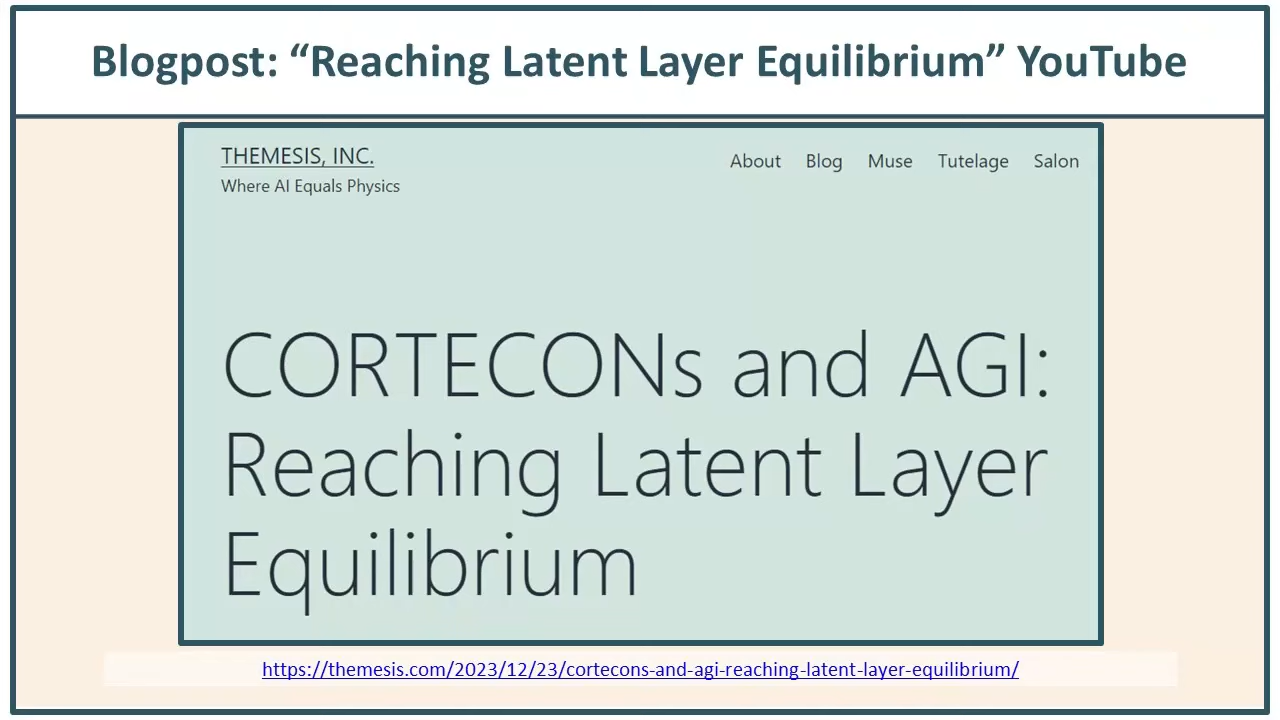 Blogpost: “Reaching Latent Layer Equilibrium” YouTube
THEMESIS, INC.
Where AI Equals Physics
About Blog Muse Tutelage Salon
CORTECONs and AGI:
Reaching Latent Layer
Equilibrium
https://themesis.com/2023/12/23/cortecons-and-agi-reaching-latent-layer-equilibrium/